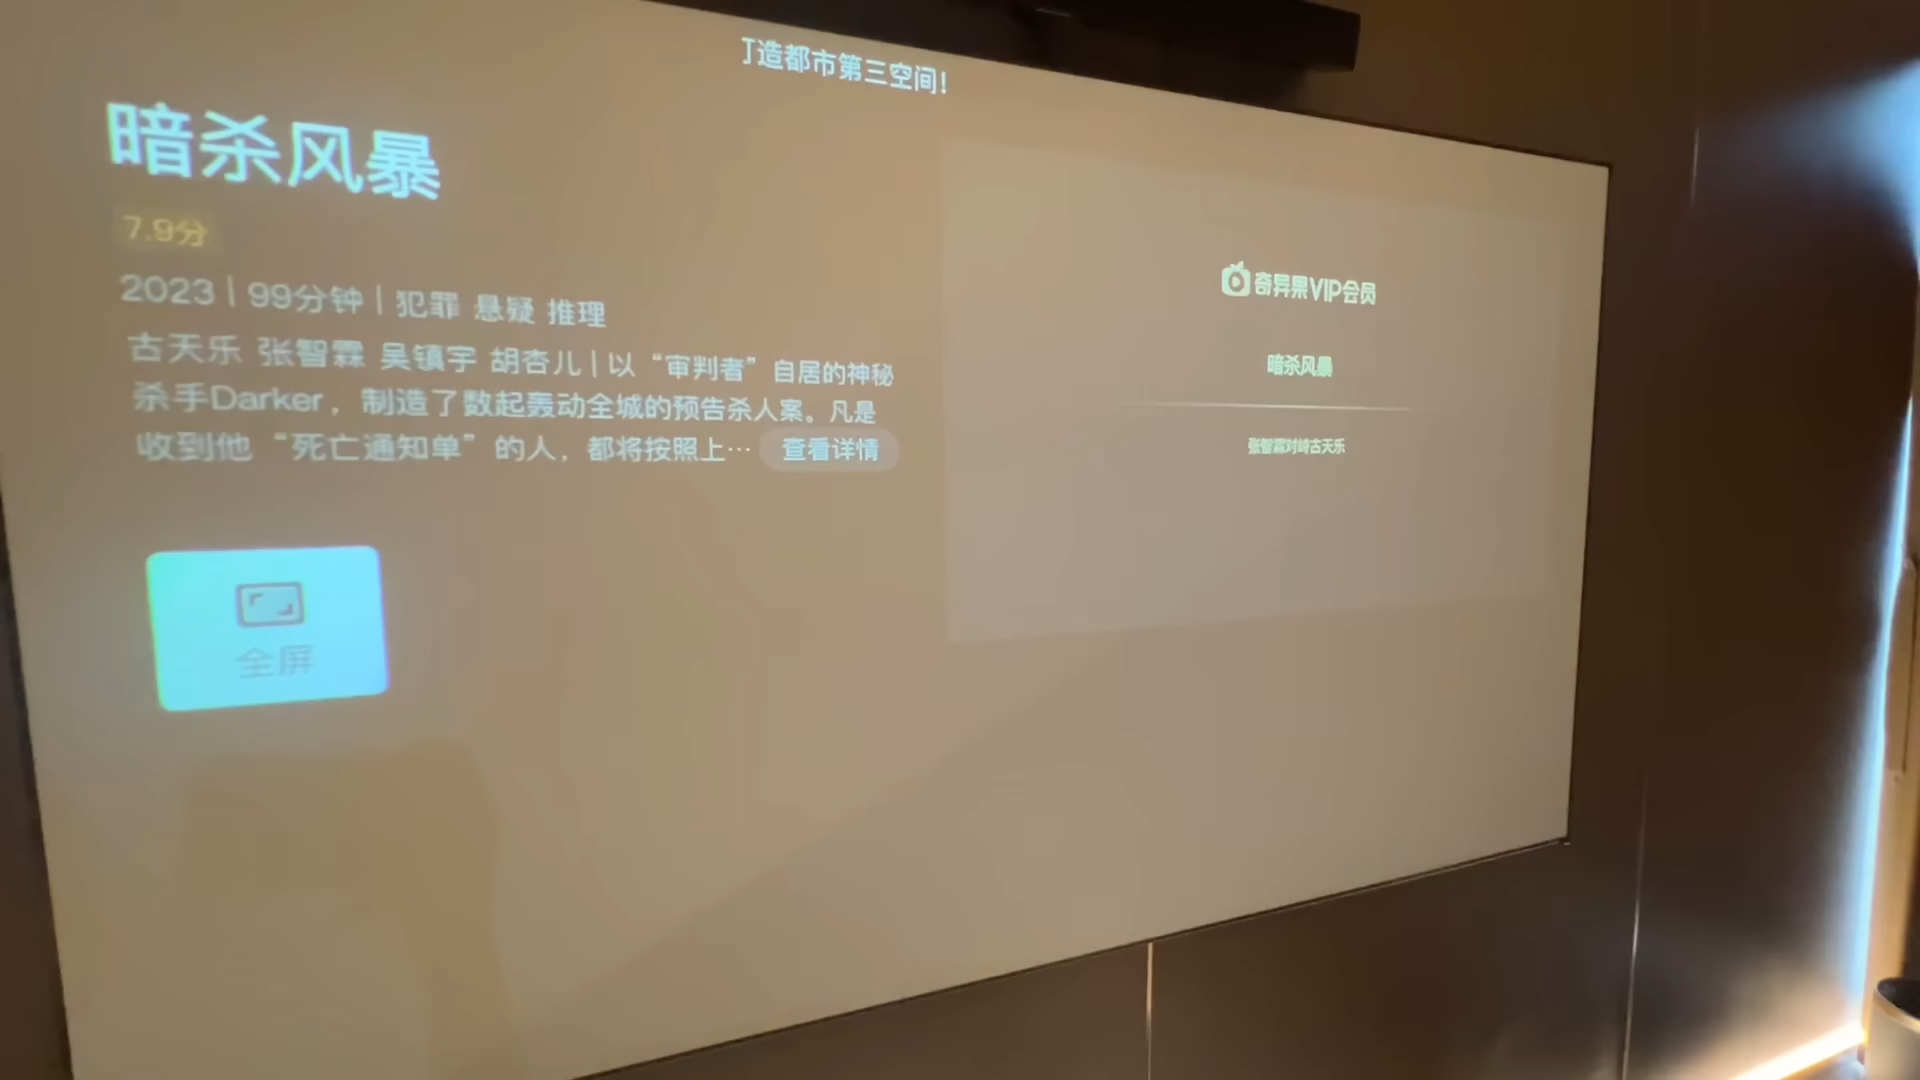 造都市第三空间!
暗杀风暴
7.9分
2023 | 99分钟 | 犯罪 悬疑 推理
古天乐 张智霖 吴镇宇 胡杏儿 | 以“审判者”自居的神秘
杀手Darker，制造了数起轰动全城的预告杀人案。凡是
收到他“死亡通知单”的人，都将按照上… 查看详情
全屏
奇异果VIP会员
暗杀风暴
张智霖对峙古天乐